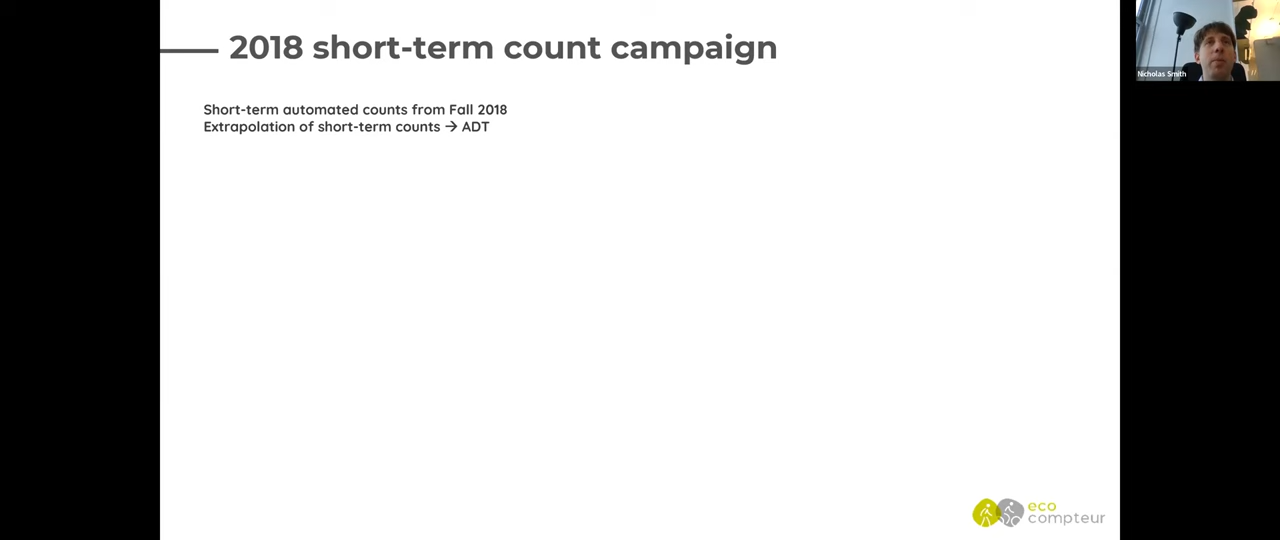 2018 short-term count campaign
Nicholas Smith
Short-term automated counts from Fall 2018
Extrapolation of short-term counts → ADT
eco
compteur